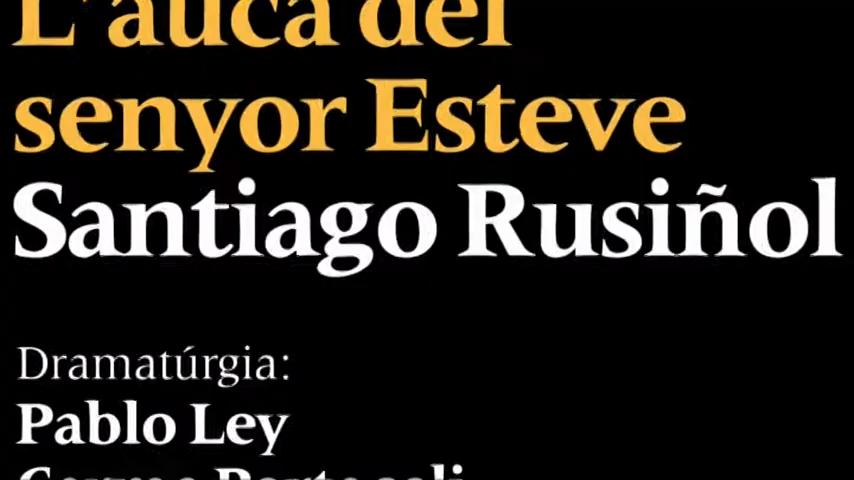 L'auca del
senyor Esteve
Santiago Rusiñol
Dramatúrgia:
Pablo Ley